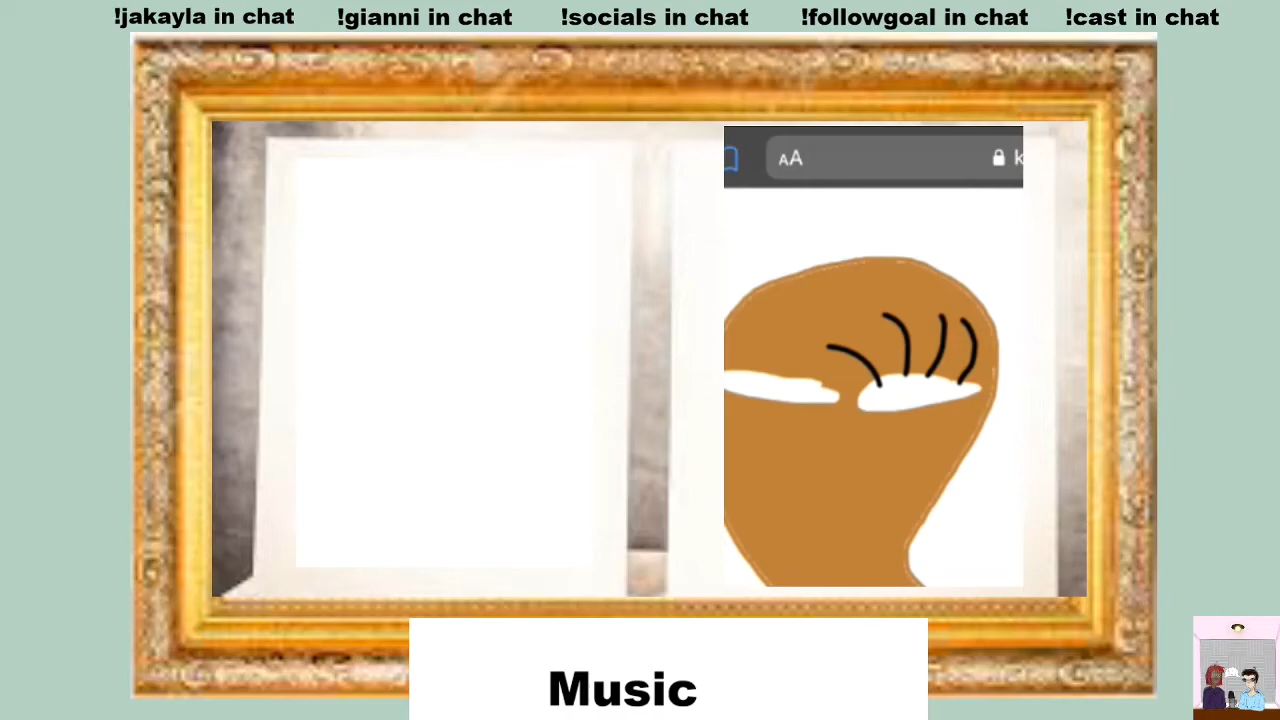 !jakayla in chat !gianni in chat !socials in chat !followgoal in chat !cast in chat
AA k
Music